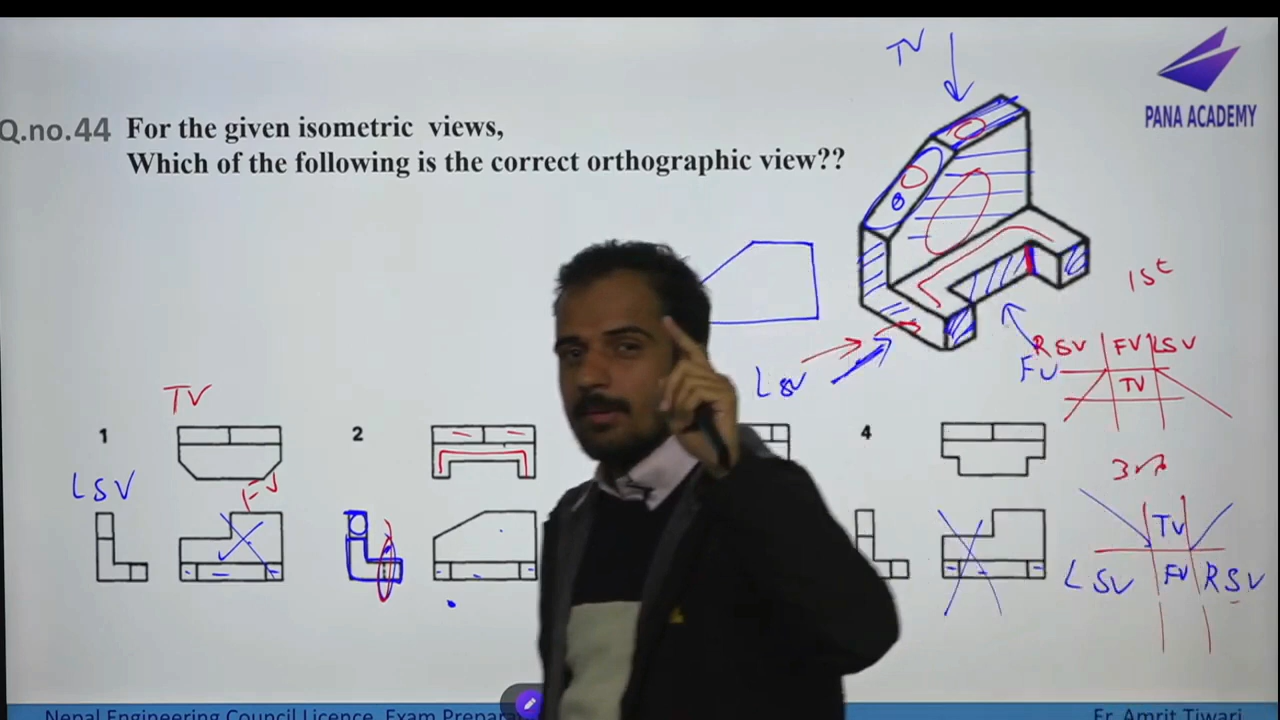 TV
PANA ACADEMY
Q.no.44 For the given isometric views,
Which of the following is the correct orthographic view??
8
1st
RSV FV LSV
TV
FV
LSV
TV
1
2
4
LSV
FV
3rd
TV
LSV FV RSV
Nepal Engineering Council Licence Exam
Er. Amrit Tiwari